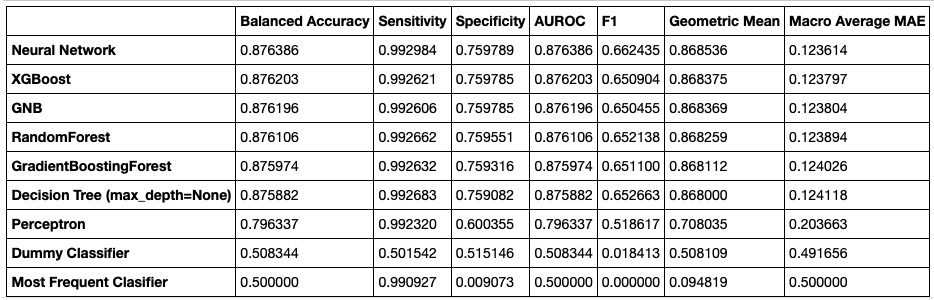 Balanced Accuracy Sensitivity Specificity AUROC F1 Geometric Mean Macro Average MAE
Neural Network 0.876386 0.992984 0.759789 0.876386 0.662435 0.868536 0.123614
XGBoost 0.876203 0.992621 0.759785 0.876203 0.650904 0.868375 0.123797
GNB 0.876196 0.992606 0.759785 0.876196 0.650455 0.868369 0.123804
RandomForest 0.876106 0.992662 0.759551 0.876106 0.652138 0.868259 0.123894
GradientBoostingForest 0.875974 0.992632 0.759316 0.875974 0.651100 0.868112 0.124026
Decision Tree (max_depth=None) 0.875882 0.992683 0.759082 0.875882 0.652663 0.868000 0.124118
Perceptron 0.796337 0.992320 0.600355 0.796337 0.518617 0.708035 0.203663
Dummy Classifier 0.508344 0.501542 0.515146 0.508344 0.018413 0.508109 0.491656
Most Frequent Clasifier 0.500000 0.990927 0.009073 0.500000 0.000000 0.094819 0.500000